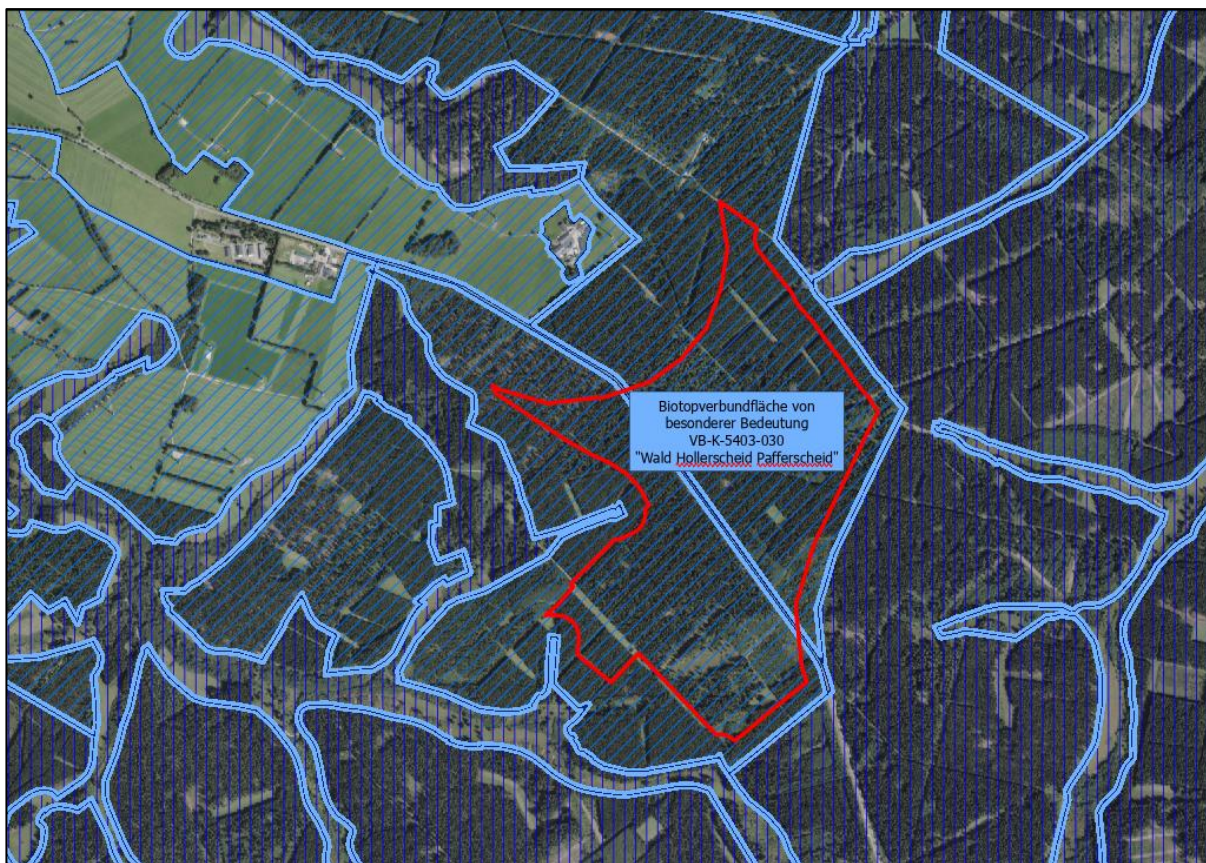 Biotopverbundfläche von
besonderer Bedeutung
VB-K-5403-030
"Wald Hollerscheid Pafferscheid"